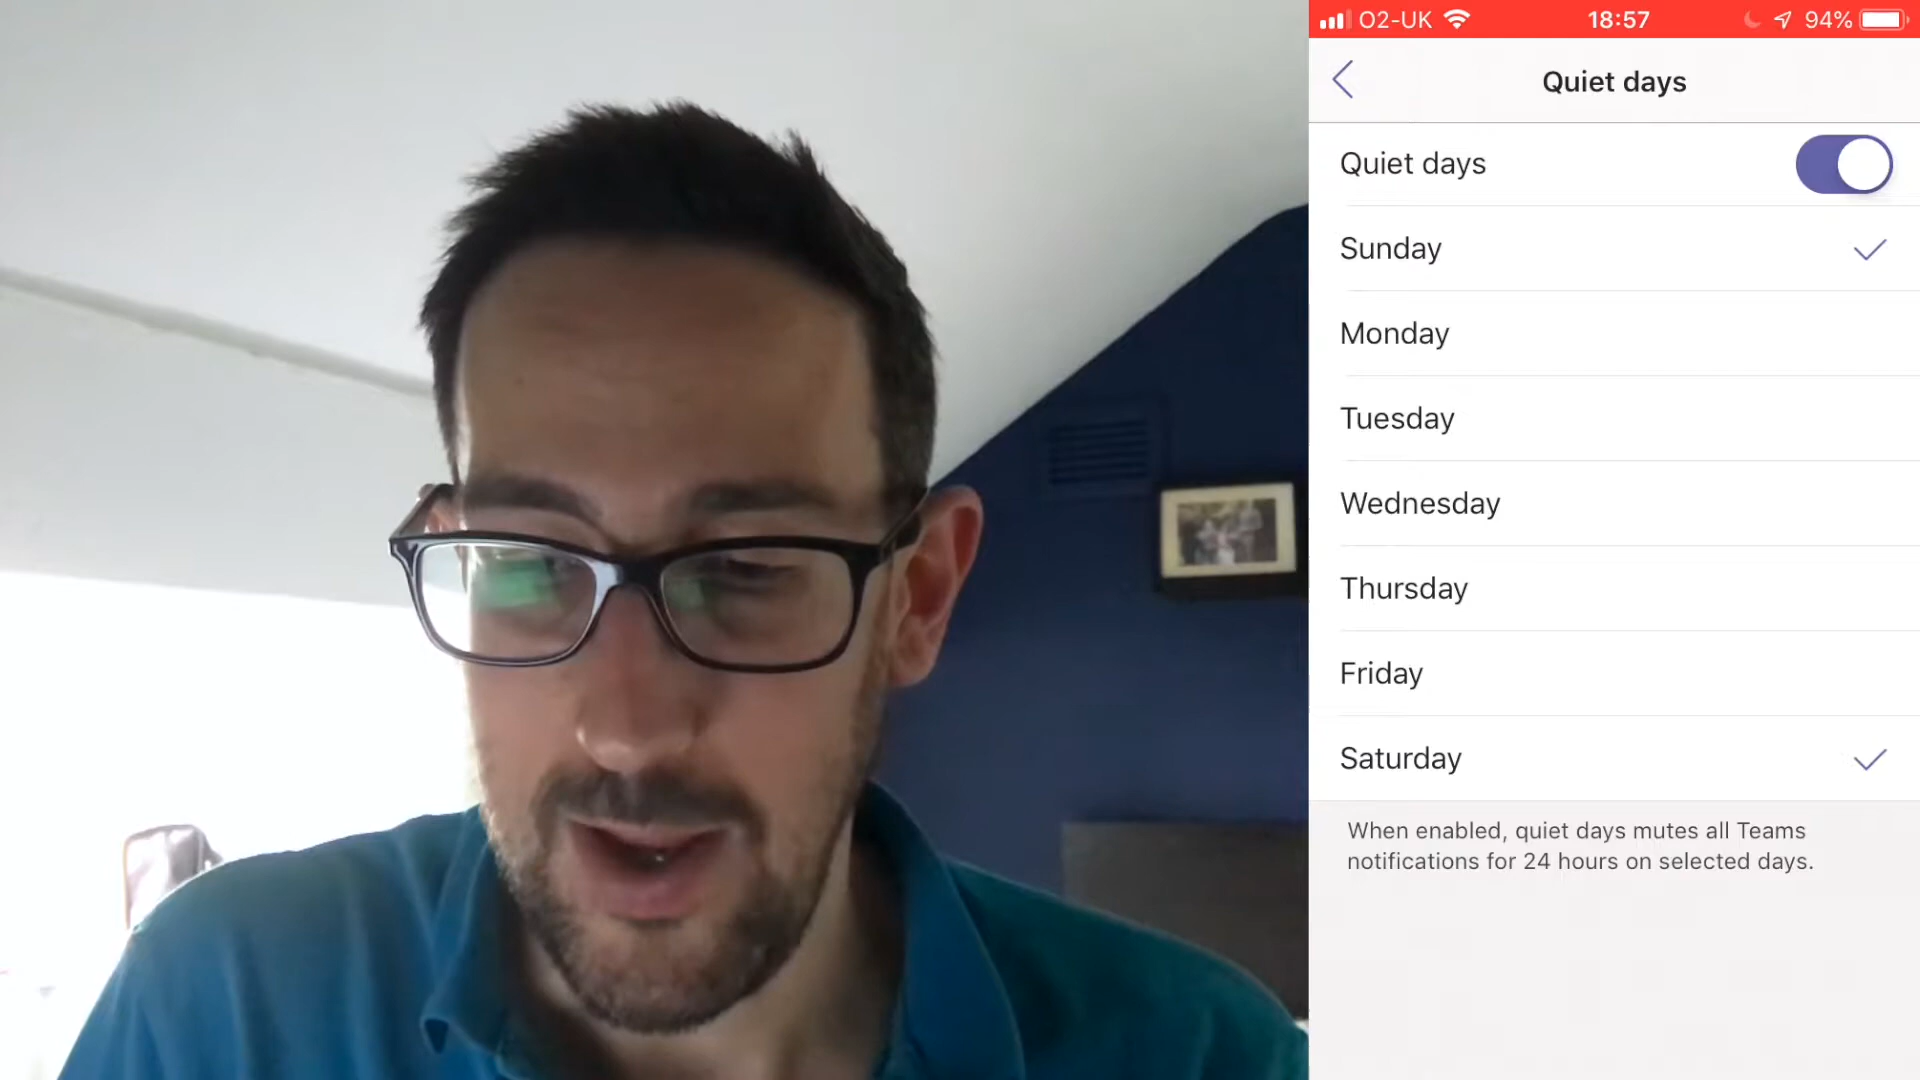 O2-UK 18:57 94%
Quiet days
Quiet days
Sunday
Monday
Tuesday
Wednesday
Thursday
Friday
Saturday
When enabled, quiet days mutes all Teams
notifications for 24 hours on selected days.